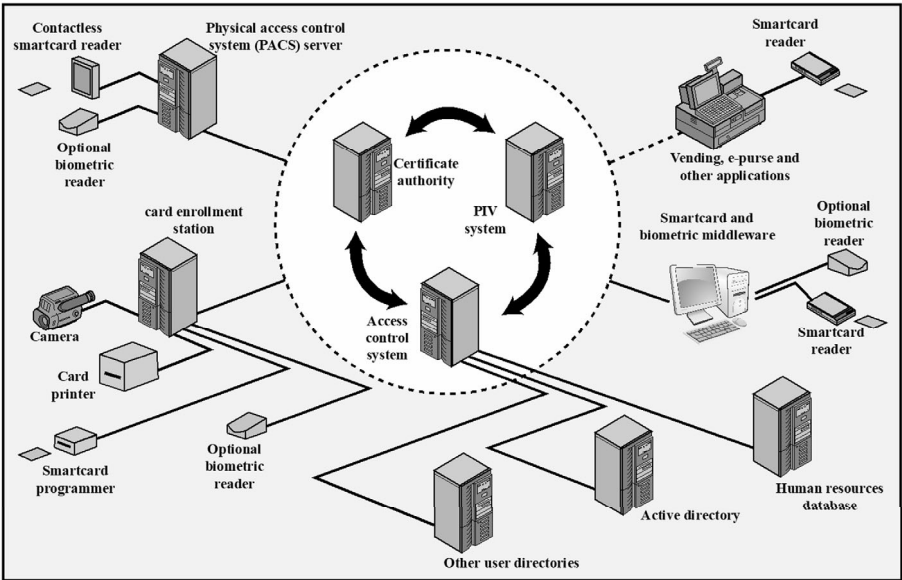 Contactless
smartcard reader
Physical access control
system (PACS) server
Smartcard
reader
Optional
biometric
reader
Certificate
authority
Vending, e-purse and
other applications
card enrollment
station
PIV
system
Smartcard and
biometric middleware
Optional
biometric
reader
Camera
Access
control
system
Smartcard
reader
Card
printer
Optional
biometric
reader
Smartcard
programmer
Human resources
database
Active directory
Other user directories